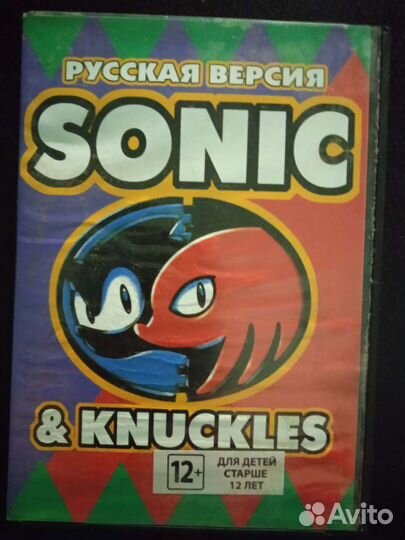 РУССКАЯ ВЕРСИЯ
SONIC
& KNUCKLES
12+
ДЛЯ ДЕТЕЙ
СТАРШЕ
12 ЛЕТ
Avito